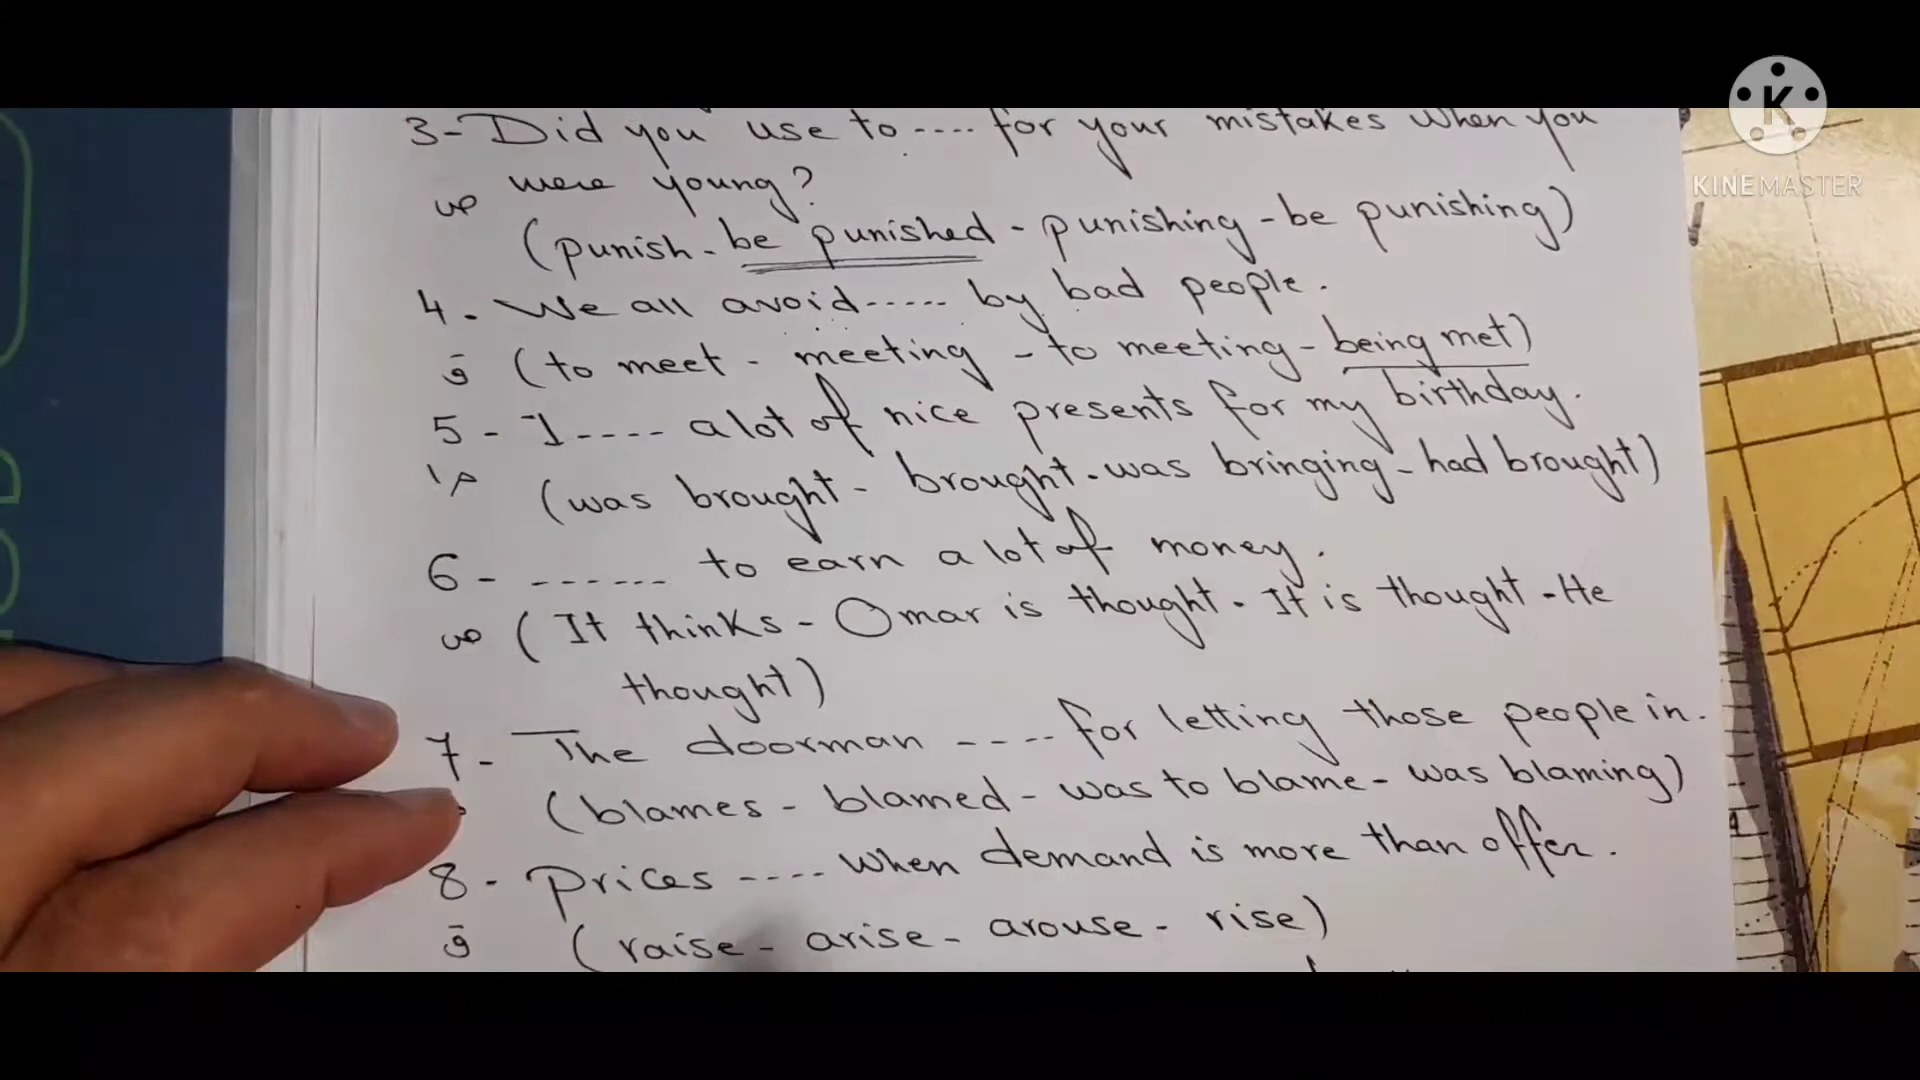 K
KINEMASTER
3-Did you use to .... for your mistakes when you
were young?
(punish - be punished - punishing - be punishing)
4. We all avoid ...... by bad people.
(to meet - meeting - to meeting - being met)
5 - I ---- a lot of nice presents for my birthday.
(was brought - brought - was bringing - had brought)
6 - ------ to earn a lot of money.
(It thinks - Omar is thought - It is thought - He
thought)
7 - The doorman ---- for letting those people in.
(blames - blamed - was to blame - was blaming)
8 - Prices ---- when demand is more than offer.
(raise - arise - arouse - rise)